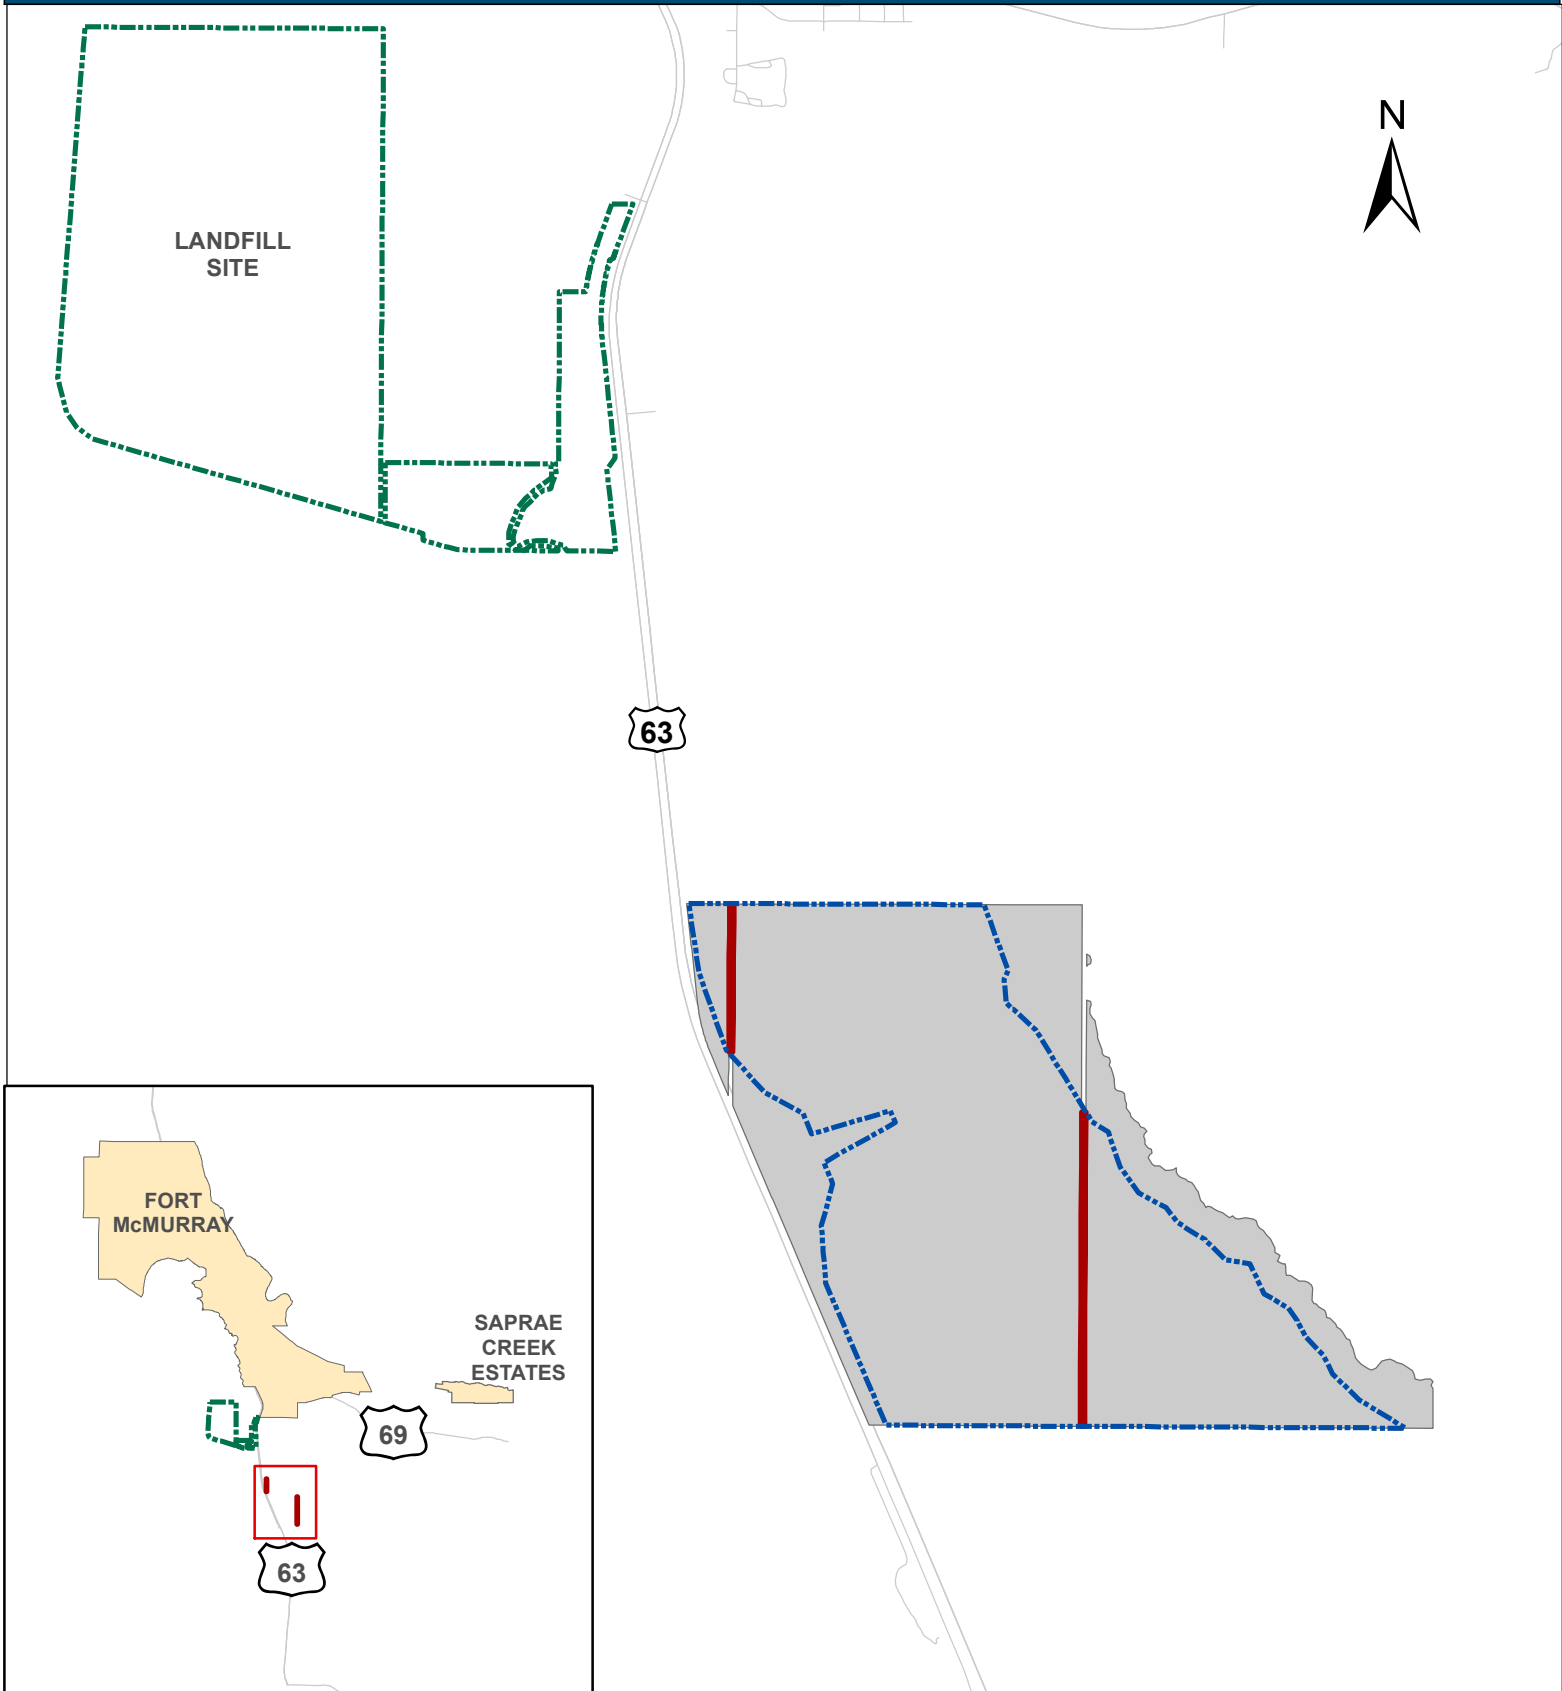 N
LANDFILL
SITE
63
FORT
McMURRAY
SAPRAE
CREEK
ESTATES
69
63